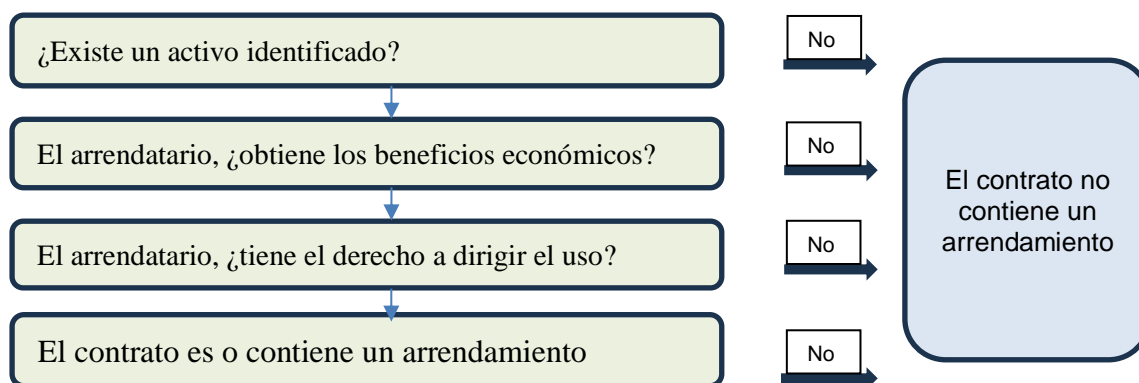 ¿Existe un activo identificado?
No
El arrendatario, ¿obtiene los beneficios económicos?
No
El arrendatario, ¿tiene el derecho a dirigir el uso?
No
El contrato es o contiene un arrendamiento
No
El contrato no
contiene un
arrendamiento